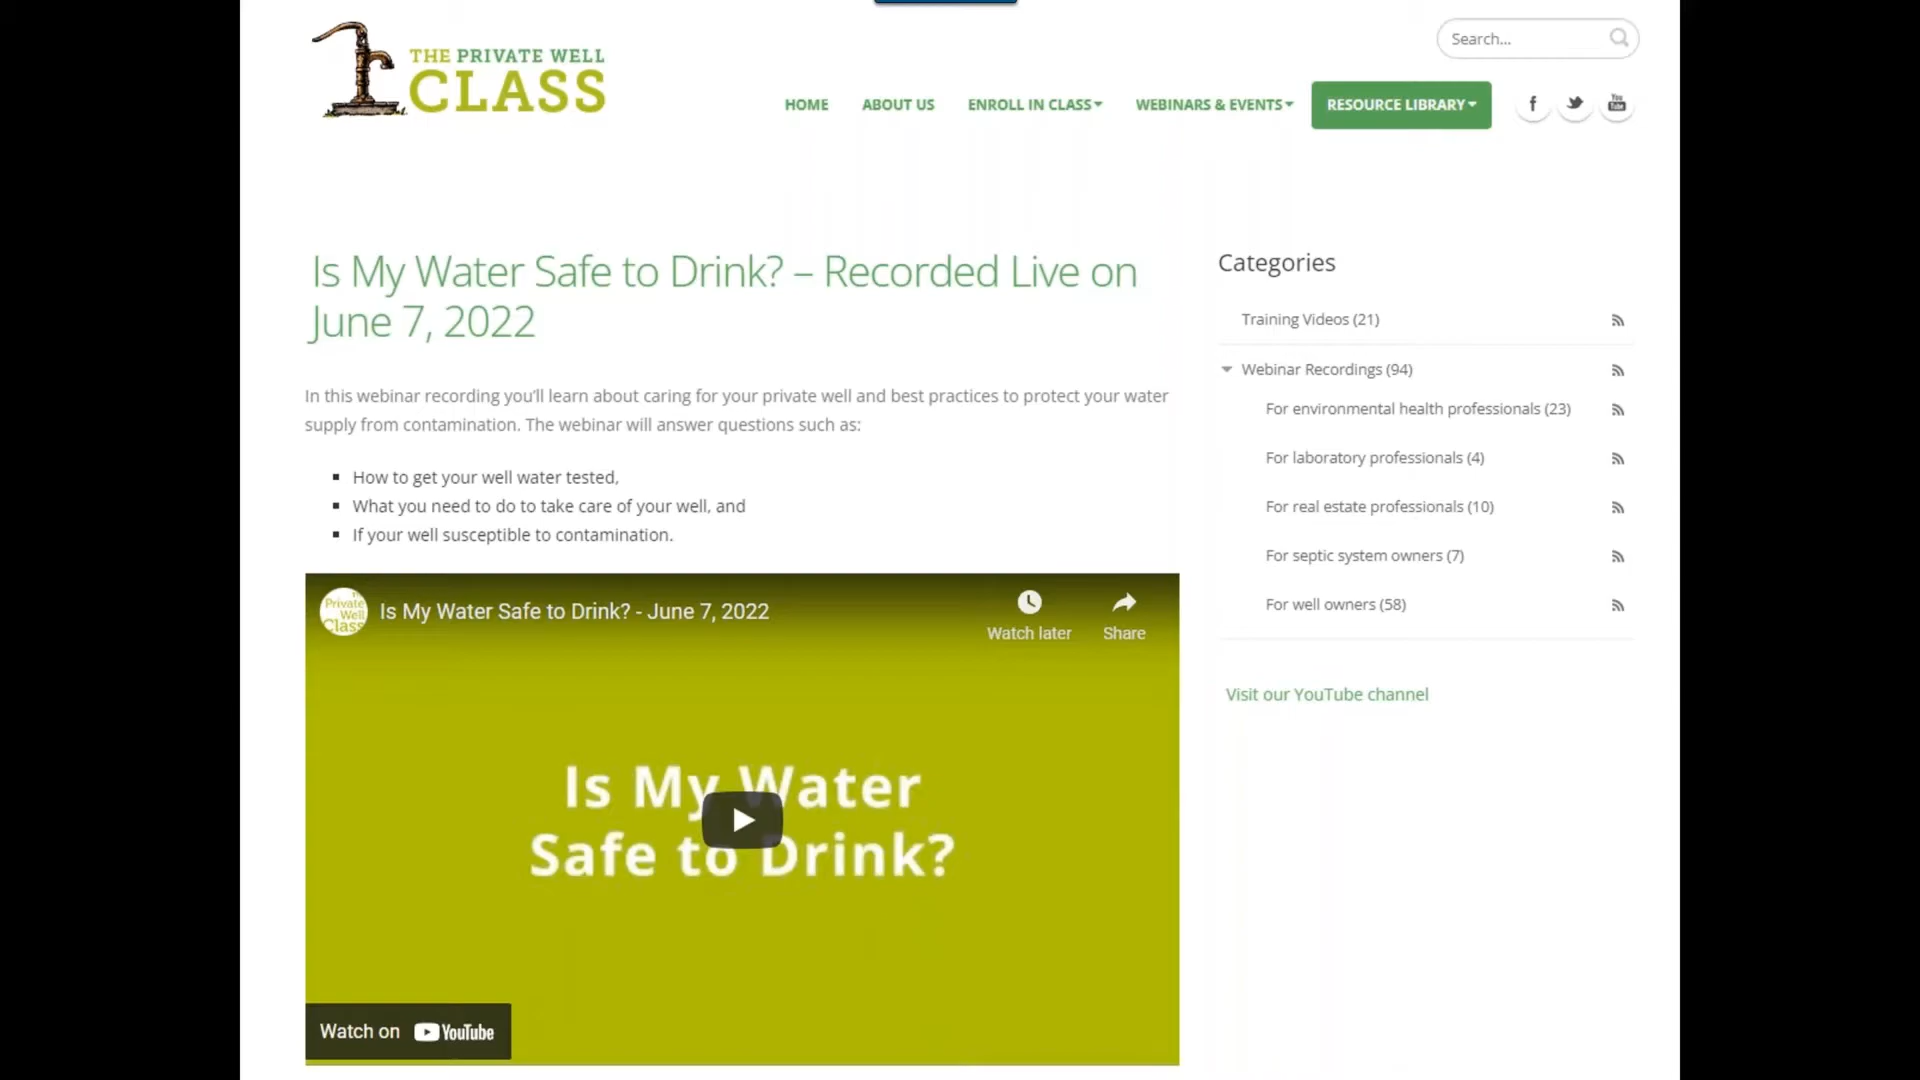 THE PRIVATE WELL
CLASS
Search...
HOME
ABOUT US
ENROLL IN CLASS
WEBINARS & EVENTS
RESOURCE LIBRARY
f
You
Tube
Is My Water Safe to Drink? – Recorded Live on
June 7, 2022
In this webinar recording you’ll learn about caring for your private well and best practices to protect your water
supply from contamination. The webinar will answer questions such as:
How to get your well water tested,
What you need to do to take care of your well, and
If your well susceptible to contamination.
Private
Well
Class
Is My Water Safe to Drink? - June 7, 2022
Watch later
Share
Is My Water
Safe to Drink?
Watch on YouTube
Categories
Training Videos (21)
Webinar Recordings (94)
For environmental health professionals (23)
For laboratory professionals (4)
For real estate professionals (10)
For septic system owners (7)
For well owners (58)
Visit our YouTube channel